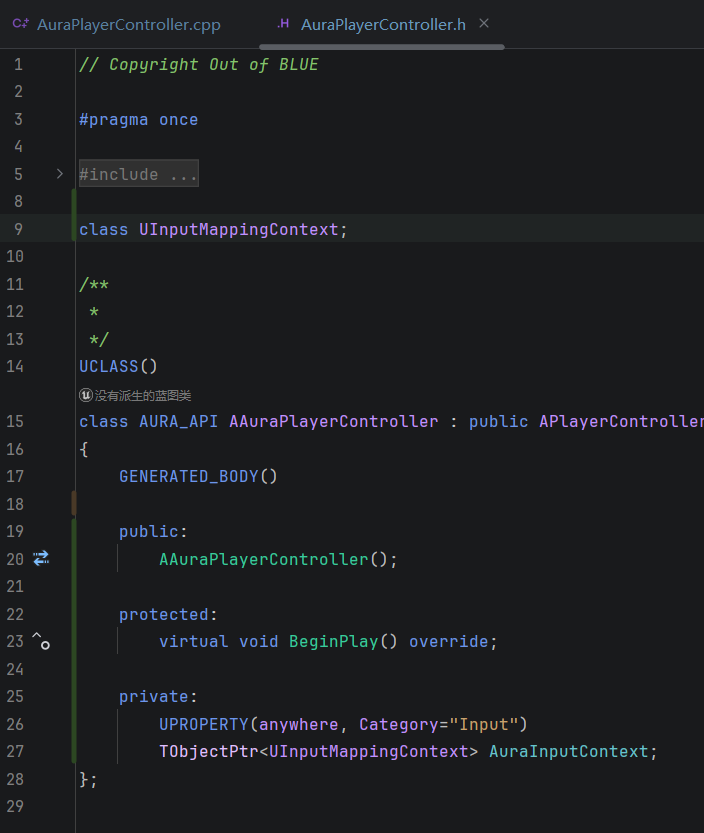 AuraPlayerController.cpp
.H AuraPlayerController.h
1 // Copyright Out of BLUE
2
3 #pragma once
4
5 #include ...
8
9 class UInputMappingContext;
10
11 /**
12  *
13  */
14 UCLASS()
没有派生的蓝图类
15 class AURA_API AAuraPlayerController : public APlayerController
16 {
17     GENERATED_BODY()
18
19     public:
20         AAuraPlayerController();
21
22     protected:
23         virtual void BeginPlay() override;
24
25     private:
26         UPROPERTY(anywhere, Category="Input")
27         TObjectPtr<UInputMappingContext> AuraInputContext;
28 };
29